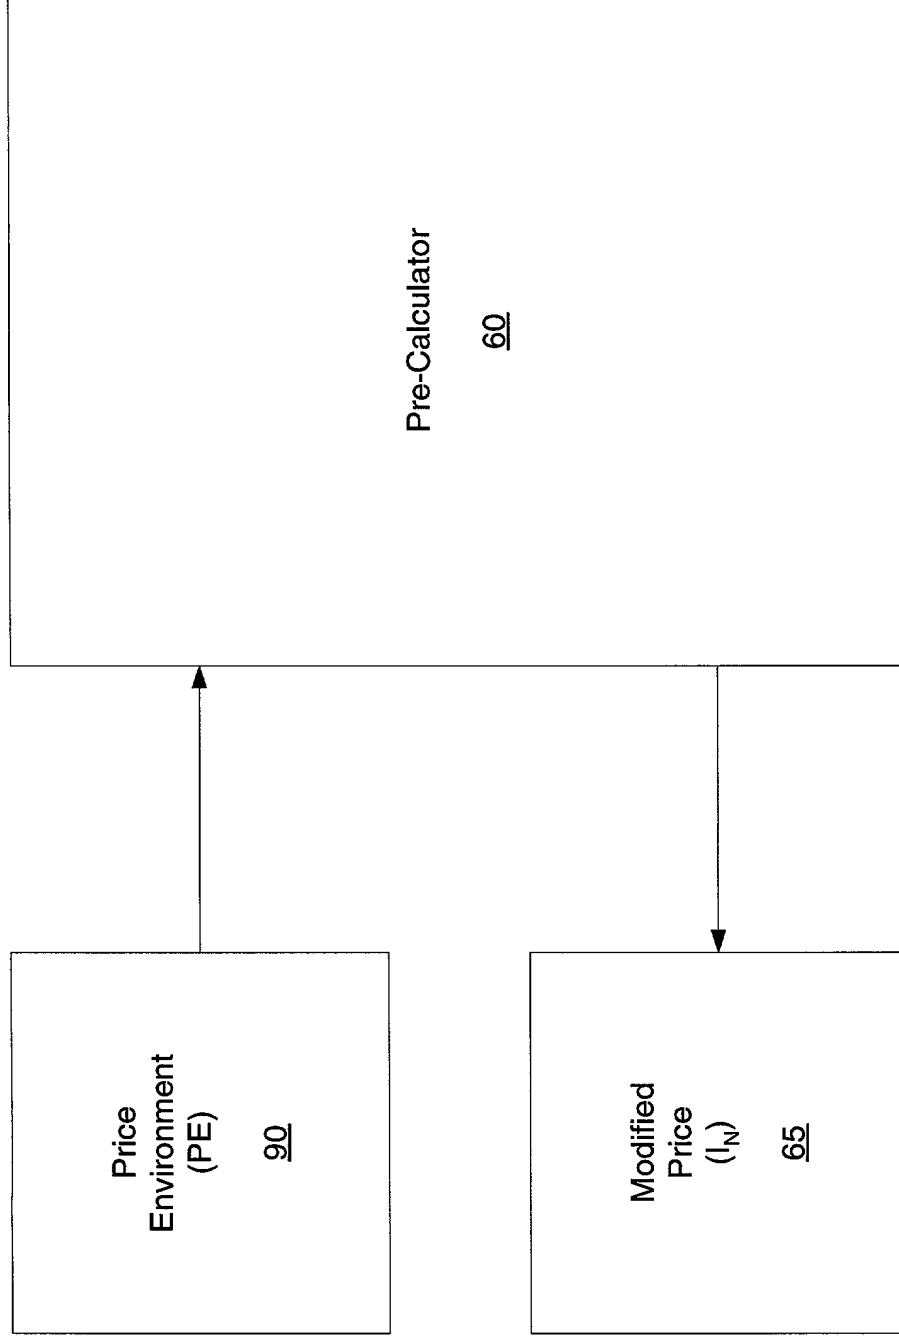 Price
Environment
(PE)
90
Modified
Price
(I_N)
65
Pre-Calculator
60